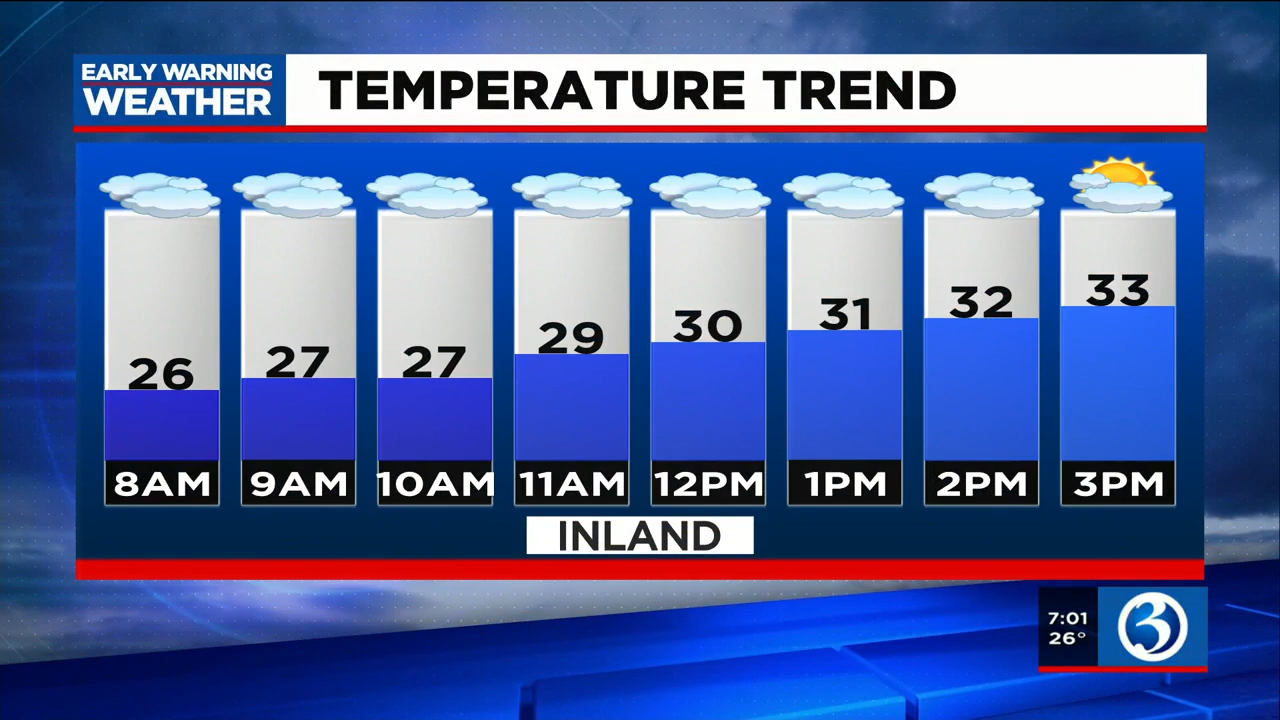 EARLY WARNING
WEATHER
TEMPERATURE TREND
26 27 27 29 30 31 32 33
8AM 9AM 10AM 11AM 12PM 1PM 2PM 3PM
INLAND
7:01
26°
3